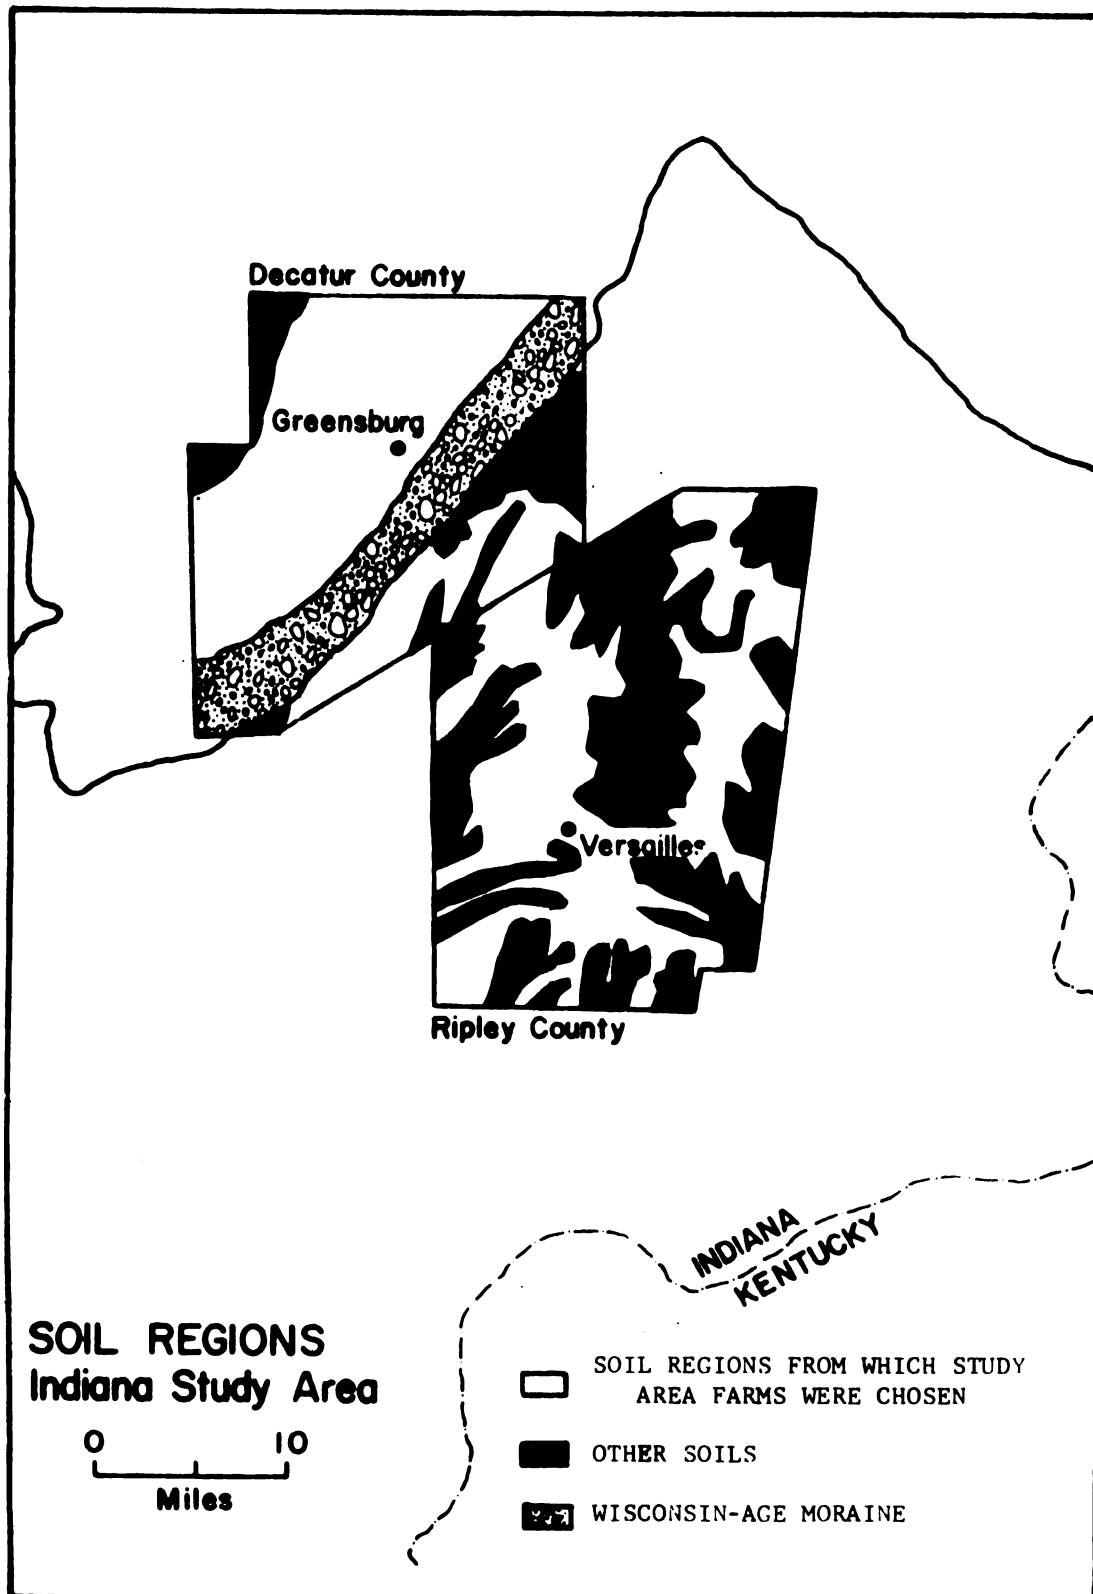 Decatur County
Greensburg
Versailles
Ripley County
INDIANA
KENTUCKY
SOIL REGIONS
Indiana Study Area
0 10
Miles
SOIL REGIONS FROM WHICH STUDY
AREA FARMS WERE CHOSEN
OTHER SOILS
WISCONSIN-AGE MORAINE